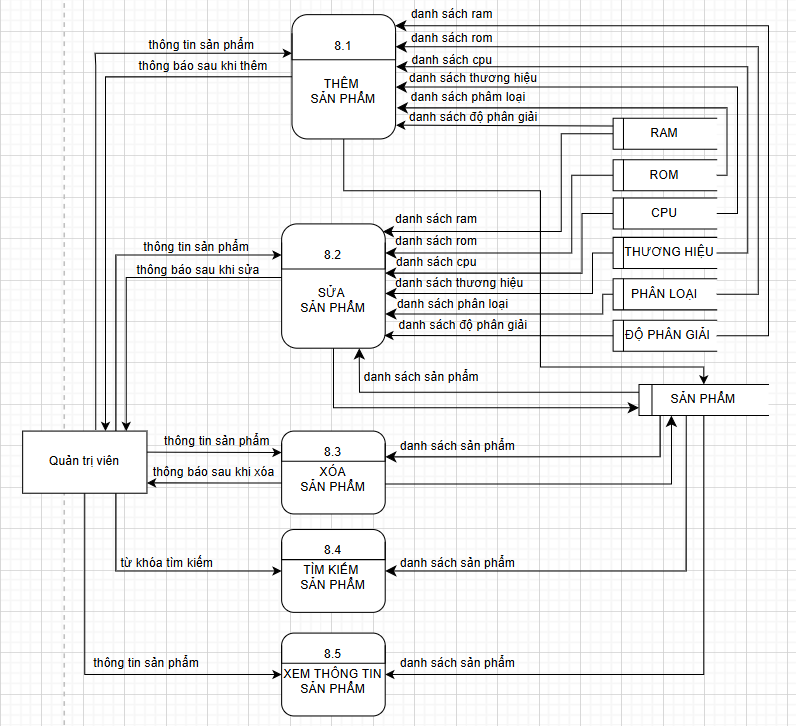 danh sách ram
danh sách rom
danh sách cpu
danh sách thương hiệu
danh sách phâm loại
danh sách độ phân giải
thông tin sản phẩm
thông báo sau khi thêm
8.1
THÊM
SẢN PHẨM
RAM
ROM
CPU
THƯƠNG HIỆU
PHÂN LOẠI
ĐỘ PHÂN GIẢI
danh sách ram
danh sách rom
danh sách cpu
danh sách thương hiệu
danh sách phân loại
danh sách độ phân giải
thông tin sản phẩm
thông báo sau khi sửa
8.2
SỬA
SẢN PHẨM
danh sách sản phẩm
SẢN PHẨM
Quản trị viên
thông tin sản phẩm
thông báo sau khi xóa
8.3
XÓA
SẢN PHẨM
danh sách sản phẩm
từ khóa tìm kiếm
8.4
TÌM KIẾM
SẢN PHẨM
danh sách sản phẩm
thông tin sản phẩm
8.5
XEM THÔNG TIN
SẢN PHẨM
danh sách sản phẩm